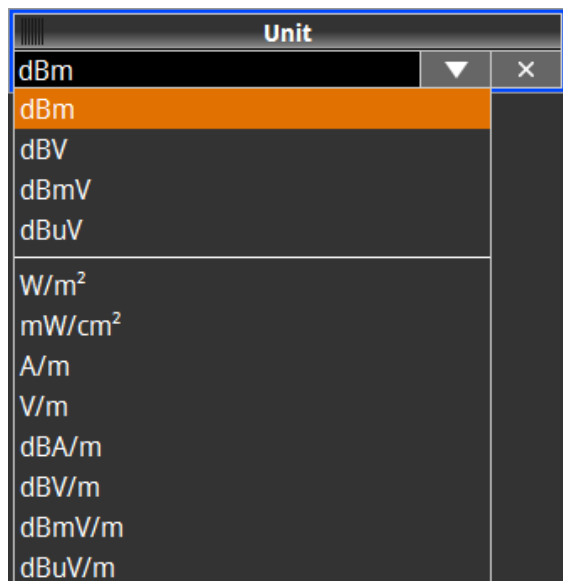 Unit
dBm
dBm
dBV
dBmV
dBuV
W/m²
mW/cm²
A/m
V/m
dBA/m
dBV/m
dBmV/m
dBuV/m